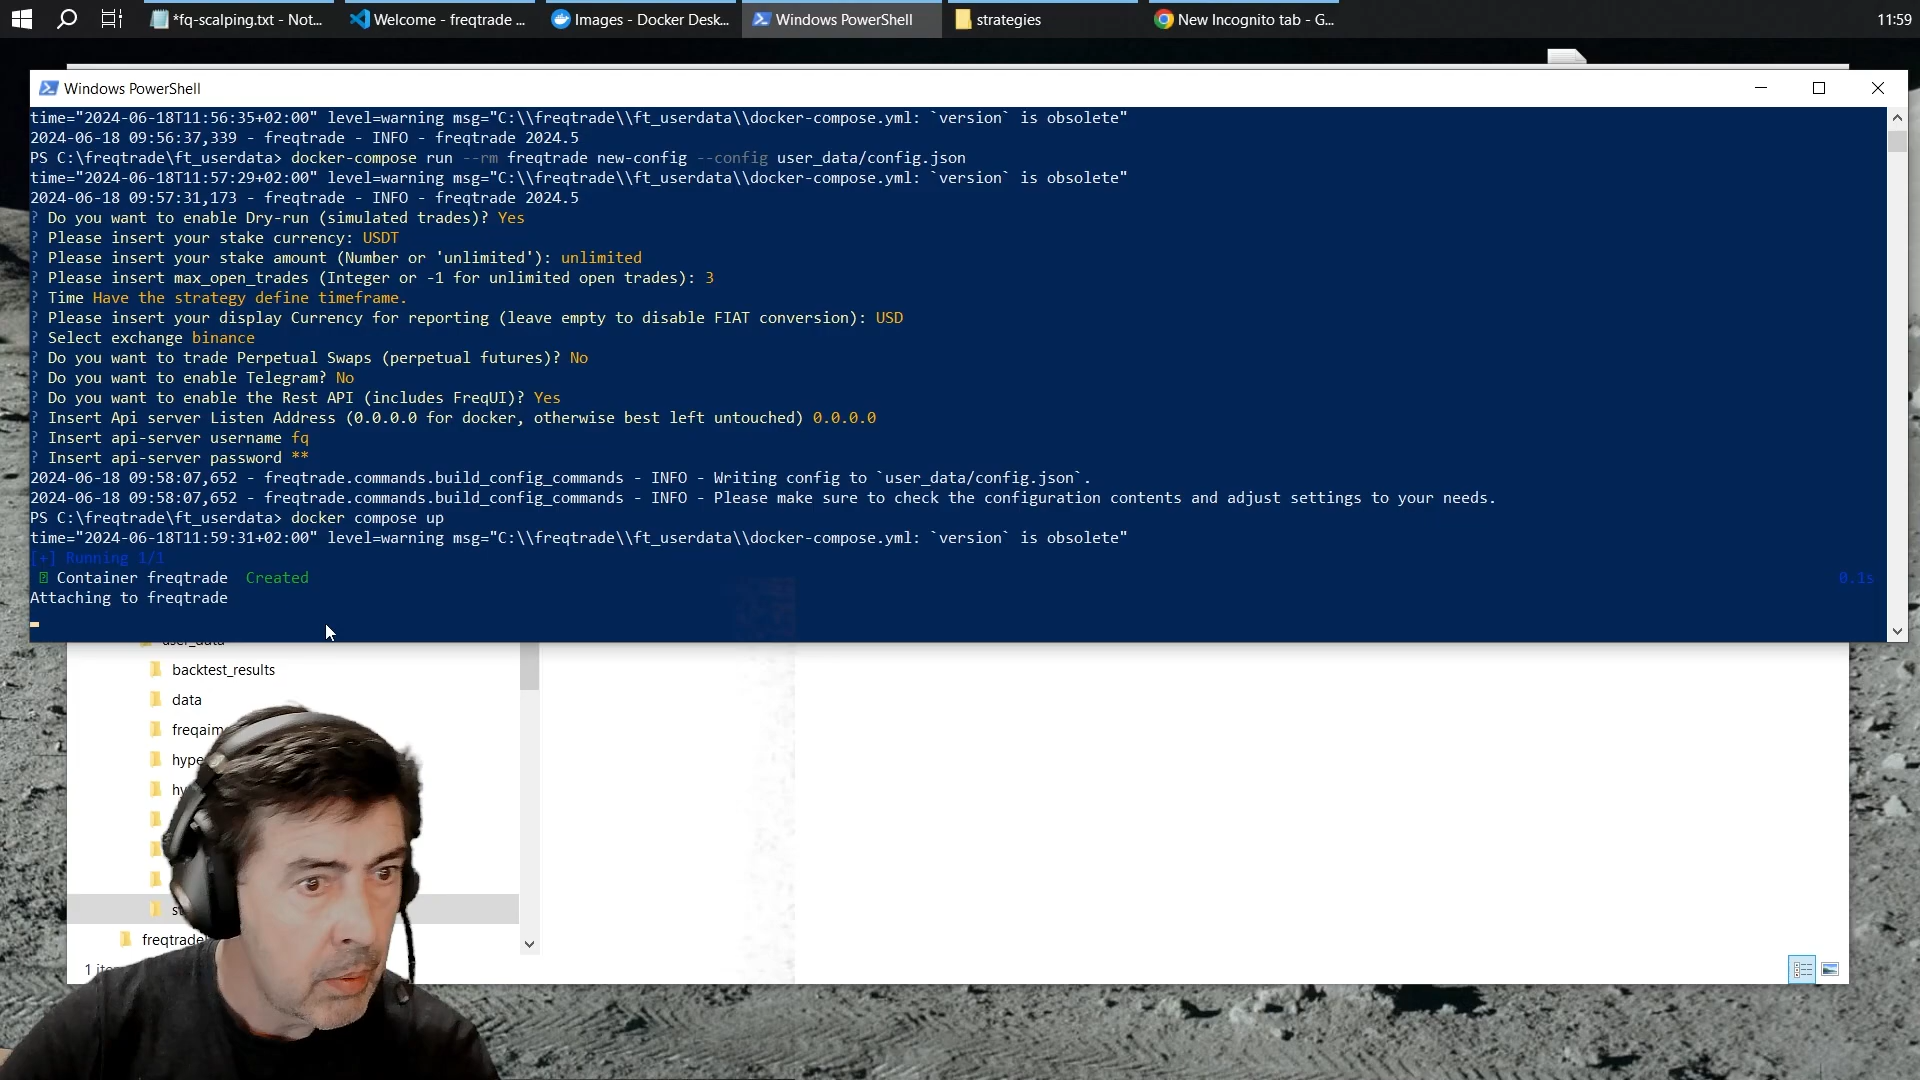 *fq-scalping.txt - Not...
Welcome - freqtrade ...
Images - Docker Desk...
Windows PowerShell
strategies
New Incognito tab - G...
11:59
Windows PowerShell
time="2024-06-18T11:56:35+02:00" level=warning msg="C:\\freqtrade\\ft_userdata\\docker-compose.yml: `version` is obsolete"
2024-06-18 09:56:37,339 - freqtrade - INFO - freqtrade 2024.5
PS C:\freqtrade\ft_userdata> docker-compose run --rm freqtrade new-config --config user_data/config.json
time="2024-06-18T11:57:29+02:00" level=warning msg="C:\\freqtrade\\ft_userdata\\docker-compose.yml: `version` is obsolete"
2024-06-18 09:57:31,173 - freqtrade - INFO - freqtrade 2024.5
? Do you want to enable Dry-run (simulated trades)? Yes
? Please insert your stake currency: USDT
? Please insert your stake amount (Number or 'unlimited'): unlimited
? Please insert max_open_trades (Integer or -1 for unlimited open trades): 3
? Time Have the strategy define timeframe.
? Please insert your display Currency for reporting (leave empty to disable FIAT conversion): USD
? Select exchange binance
? Do you want to trade Perpetual Swaps (perpetual futures)? No
? Do you want to enable Telegram? No
? Do you want to enable the Rest API (includes FreqUI)? Yes
? Insert Api server Listen Address (0.0.0.0 for docker, otherwise best left untouched) 0.0.0.0
? Insert api-server username fq
? Insert api-server password **
2024-06-18 09:58:07,652 - freqtrade.commands.build_config_commands - INFO - Writing config to `user_data/config.json`.
2024-06-18 09:58:07,652 - freqtrade.commands.build_config_commands - INFO - Please make sure to check the configuration contents and adjust settings to your needs.
PS C:\freqtrade\ft_userdata> docker compose up
time="2024-06-18T11:59:31+02:00" level=warning msg="C:\\freqtrade\\ft_userdata\\docker-compose.yml: `version` is obsolete"
[+] Running 1/1
Container freqtrade Created 0.1s
Attaching to freqtrade
user_data
backtest_results
data
freqaim
hype
hy
st
freqtrade
1 ite